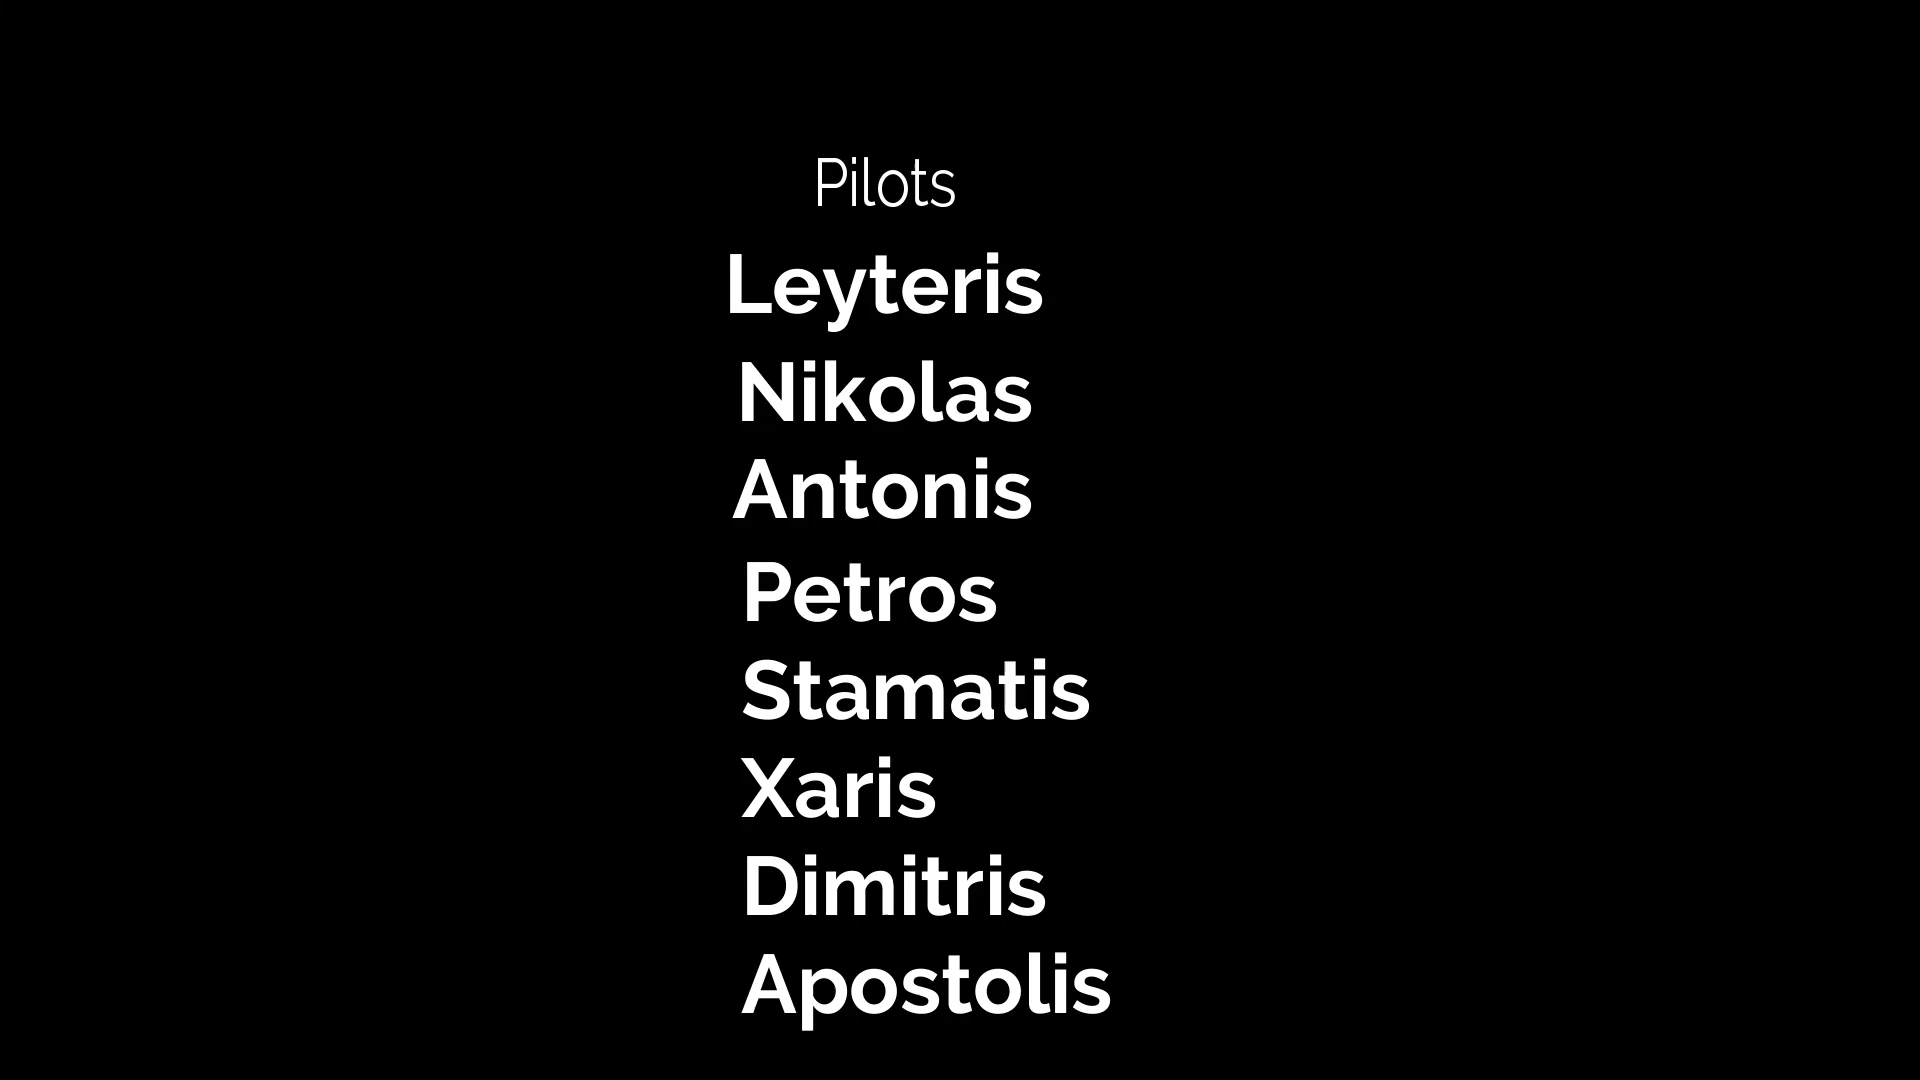 Pilots
Leyteris
Nikolas
Antonis
Petros
Stamatis
Xaris
Dimitris
Apostolis